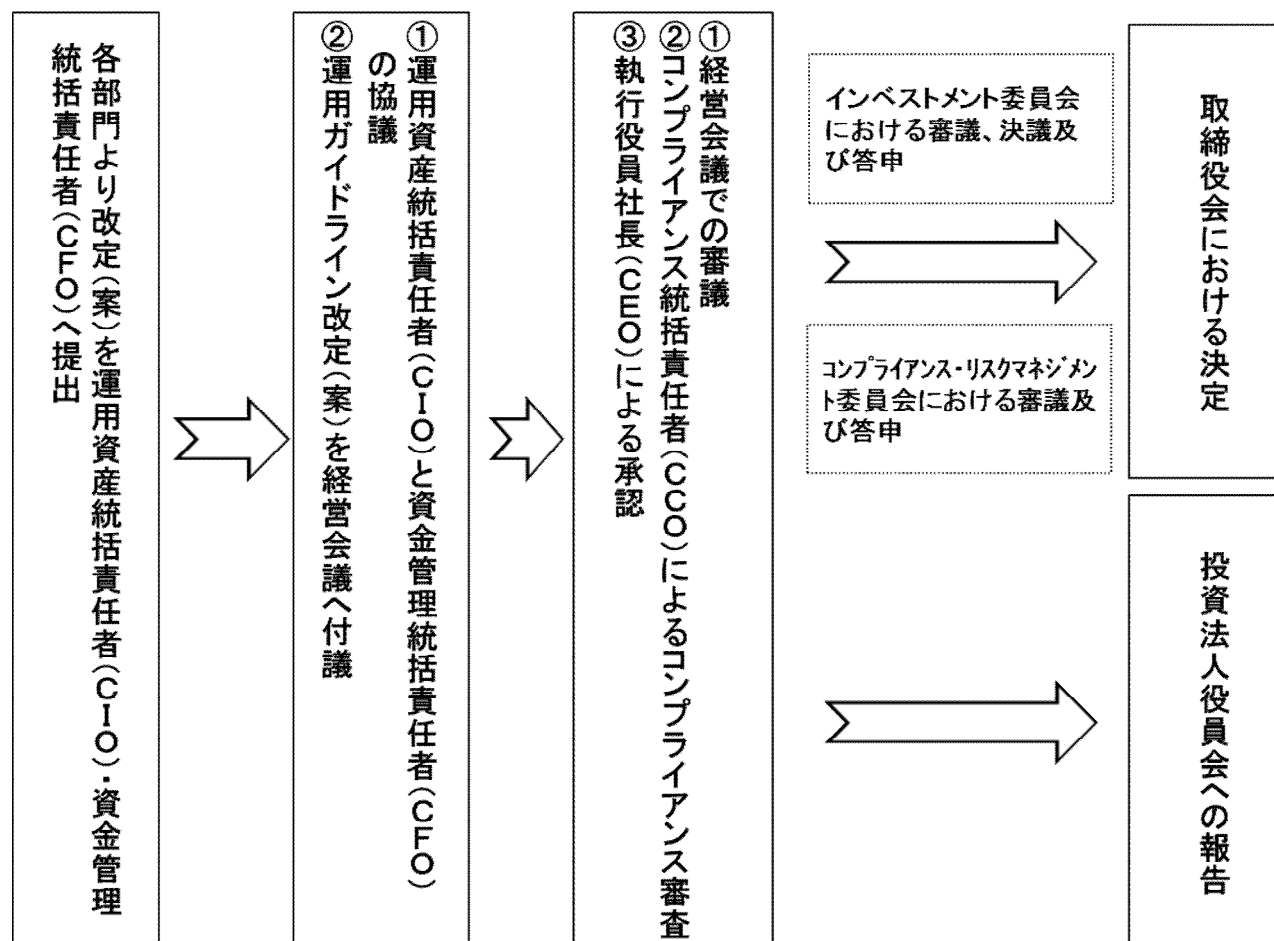 各部門より改定(案)を運用資産統括責任者(CIO)・資金管理
統括責任者(CFO)へ提出
①運用資産統括責任者(CIO)と資金管理統括責任者(CFO)
の協議
②運用ガイドライン改定(案)を経営会議へ付議
①経営会議での審議
②コンプライアンス統括責任者(CCO)によるコンプライアンス審査
③執行役員社長(CEO)による承認
インベストメント委員会
における審議、決議及
び答申
コンプライアンス・リスクマネジメン
ト委員会における審議及
び答申
取締役会における決定
投資法人役員会への報告